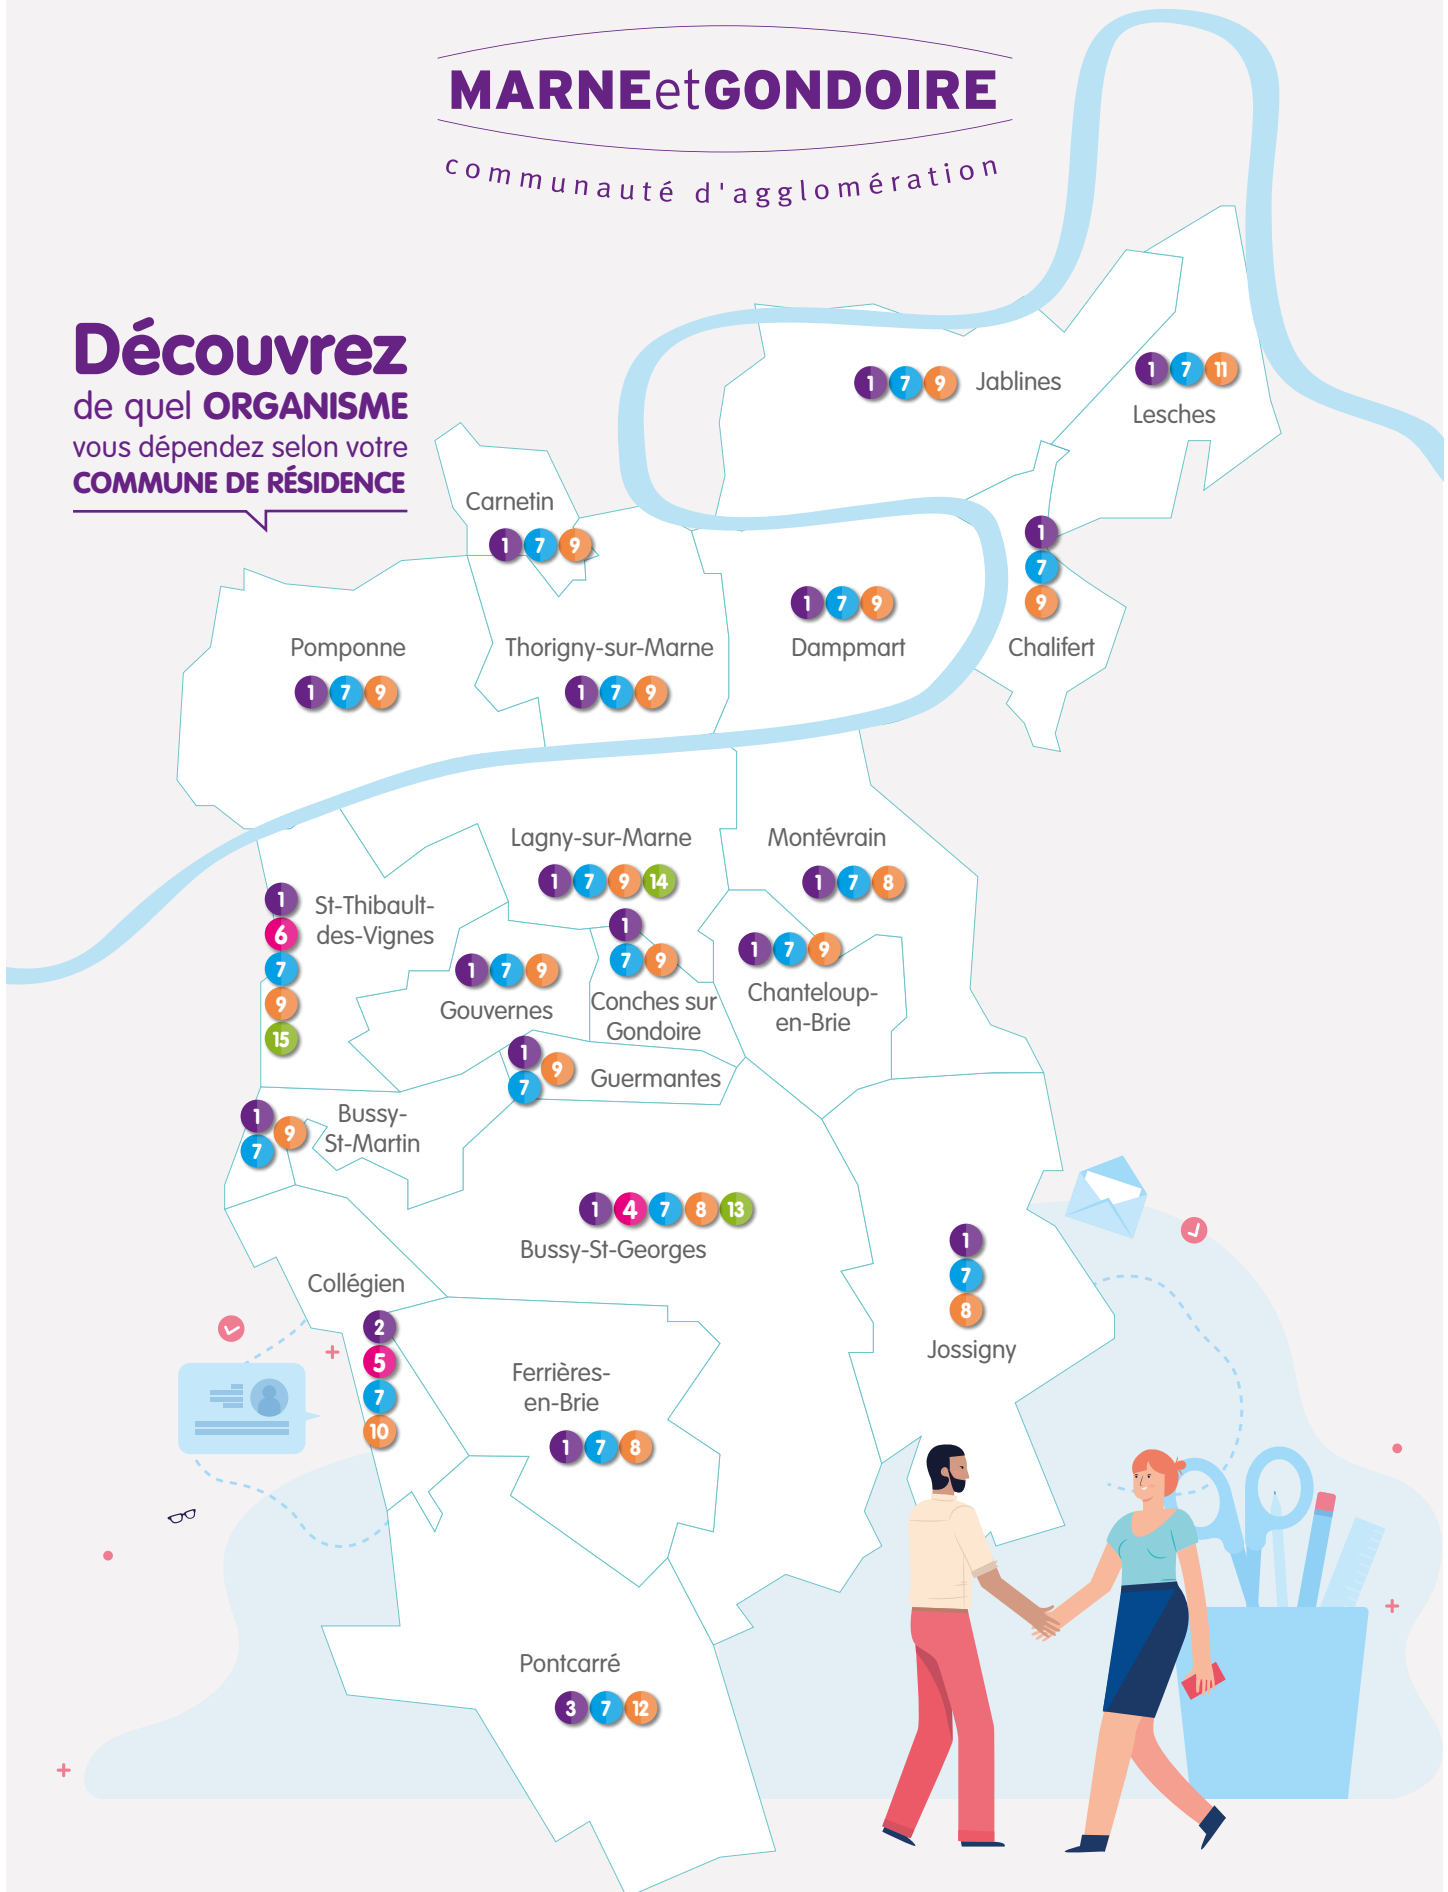 MARNEetGONDOIRE
communauté d'agglomération
Découvrez
de quel ORGANISME
vous dépendez selon votre
COMMUNE DE RÉSIDENCE
1 7 9 Jablines
1 7 11
Lesches
Carnetin
1 7 9
1
7
9
Chalifert
1 7 9
Dampmart
Pomponne
1 7 9
Thorigny-sur-Marne
1 7 9
Lagny-sur-Marne
1 7 9 14
Montévrain
1 7 8
1
6
7
9
15
St-Thibault-
des-Vignes
1 7 9
Gouvernes
1
7 9
Conches sur
Gondoire
1 7 9
Chanteloup-
en-Brie
1
7
9
Guermantes
1
7
9
Bussy-
St-Martin
1 4 7 8 13
Bussy-St-Georges
1
7
8
Jossigny
Collégien
2
5
7
10
Ferrières-
en-Brie
1 7 8
Pontcarré
3 7 12